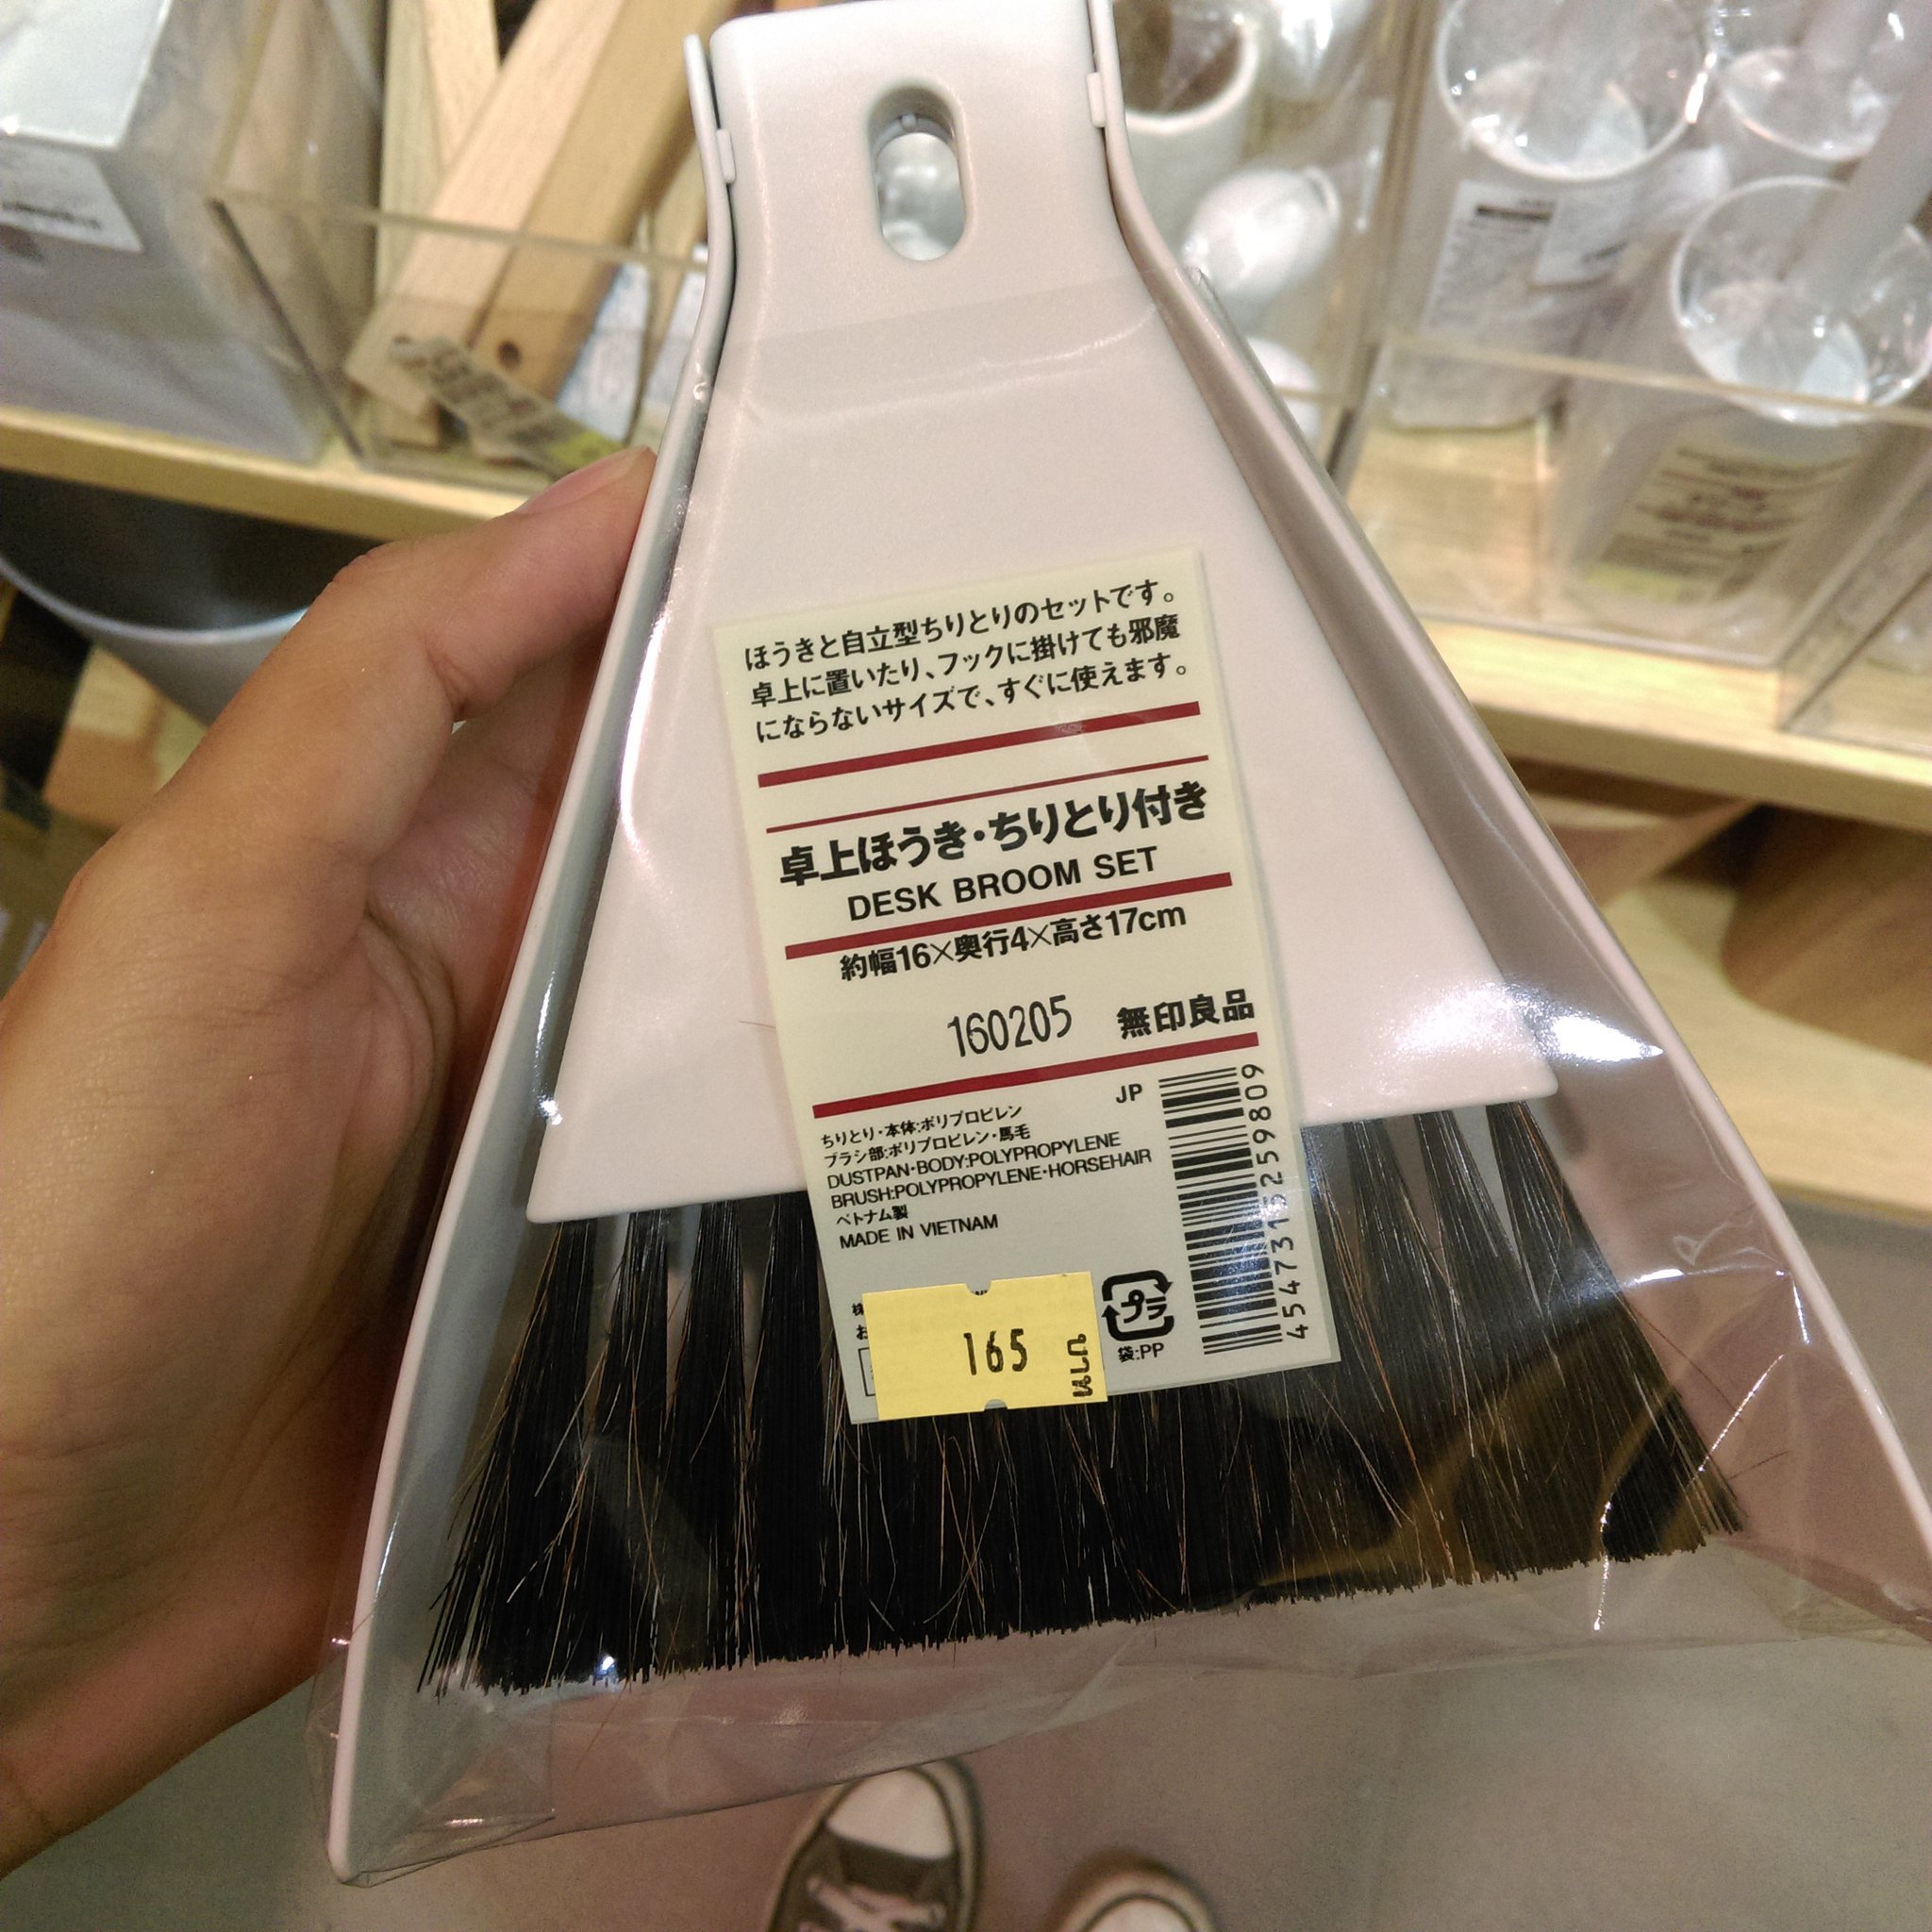 ほうきと自立型ちりとりのセットです。
卓上に置いたり、フックに掛けても邪魔
にならないサイズで、すぐに使えます。
卓上ほうき・ちりとり付き
DESK BROOM SET
約幅16×奥行4×高さ17cm
160205 無印良品
JP
ちりとり・本体:ポリプロピレン
ブラシ部:ポリプロピレン・馬毛
DUSTPAN・BODY:POLYPROPYLENE
BRUSH:POLYPROPYLENE・HORSEHAIR
ベトナム製
MADE IN VIETNAM
株
お
165
プラ
袋:PP